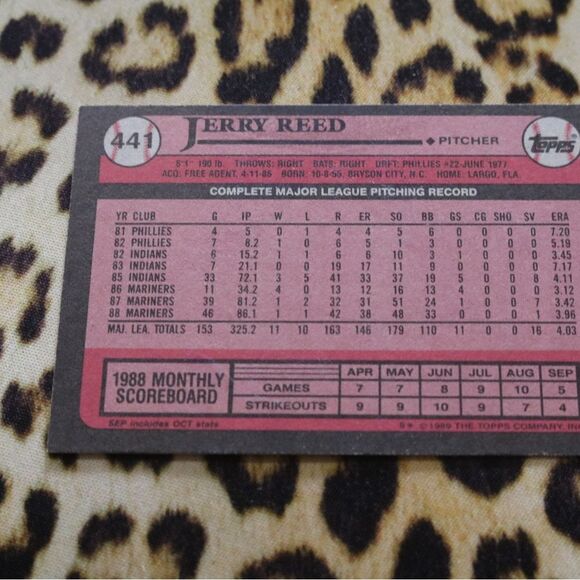 441
JERRY REED
◆ PITCHER
Topps
6'1" 190 lb. THROWS: RIGHT BATS: RIGHT DRFT: PHILLIES #22-JUNE 1977
ACQ: FREE AGENT, 4-11-85 BORN: 10-8-55, BRYSON CITY, N.C. HOME: LARGO, FLA.
COMPLETE MAJOR LEAGUE PITCHING RECORD
YR CLUB G IP W L R ER SO BB GS CG SHO SV ERA
81 PHILLIES 4 5 0 1 4 4 5 6 0 0 0 0 7.20
82 PHILLIES 7 8.2 1 0 6 5 1 3 0 0 0 0 5.19
82 INDIANS 6 15.2 1 1 6 6 10 3 1 0 0 0 3.45
83 INDIANS 7 21.1 0 0 19 17 11 9 0 0 0 0 7.17
85 INDIANS 33 72.1 3 5 41 33 37 19 5 0 0 8 4.11
86 MARINERS 11 34.2 4 0 13 12 16 13 4 0 0 0 3.12
87 MARINERS 39 81.2 1 2 32 31 51 24 1 0 0 7 3.42
88 MARINERS 46 86.1 1 1 42 38 48 33 0 0 0 1 3.96
MAJ. LEA. TOTALS 153 325.2 11 10 163 146 179 110 11 0 0 16 4.03
1988 MONTHLY SCOREBOARD
APR MAY JUN JUL AUG SEP
GAMES 7 7 8 9 10 5
STRIKEOUTS 9 9 10 9 7 4
SEP includes OCT stats
© 1989 THE TOPPS COMPANY, INC